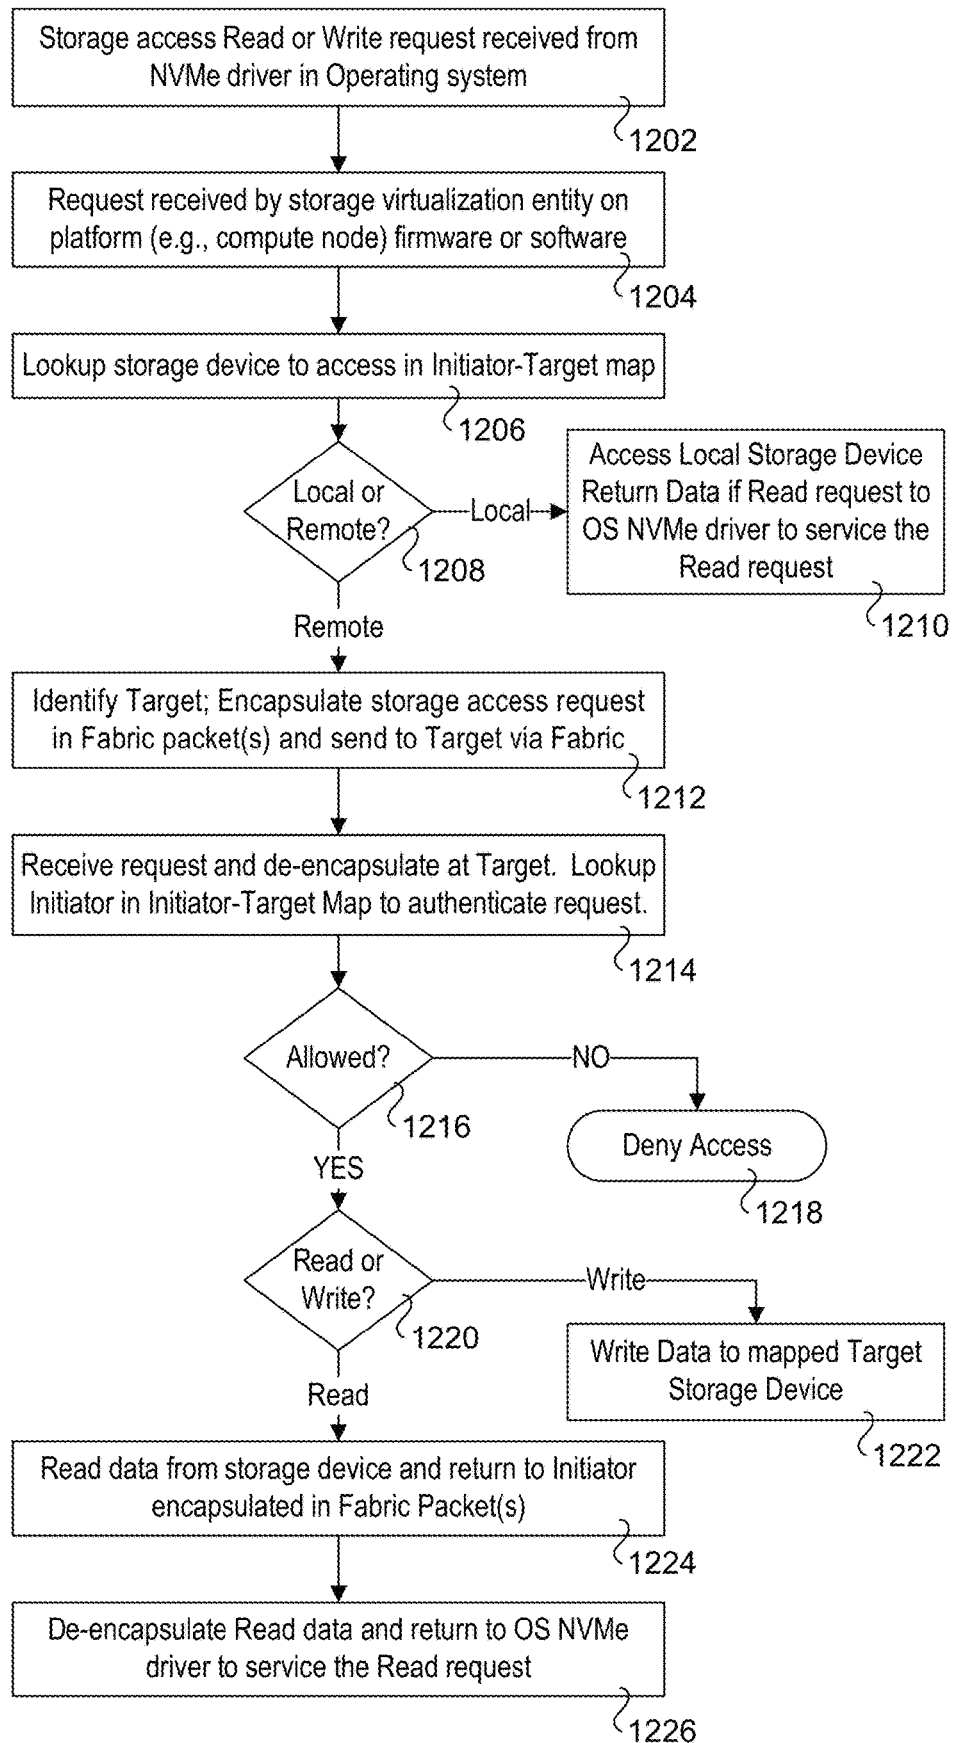 Storage access Read or Write request received from
NVMe driver in Operating system
1202
Request received by storage virtualization entity on
platform (e.g., compute node) firmware or software
1204
Lookup storage device to access in Initiator-Target map
1206
Local or
Remote?
1208
Local
Access Local Storage Device
Return Data if Read request to
OS NVMe driver to service the
Read request
1210
Remote
Identify Target; Encapsulate storage access request
in Fabric packet(s) and send to Target via Fabric
1212
Receive request and de-encapsulate at Target. Lookup
Initiator in Initiator-Target Map to authenticate request.
1214
Allowed?
1216
NO
Deny Access
1218
YES
Read or
Write?
1220
Write
Write Data to mapped Target
Storage Device
1222
Read
Read data from storage device and return to Initiator
encapsulated in Fabric Packet(s)
1224
De-encapsulate Read data and return to OS NVMe
driver to service the Read request
1226